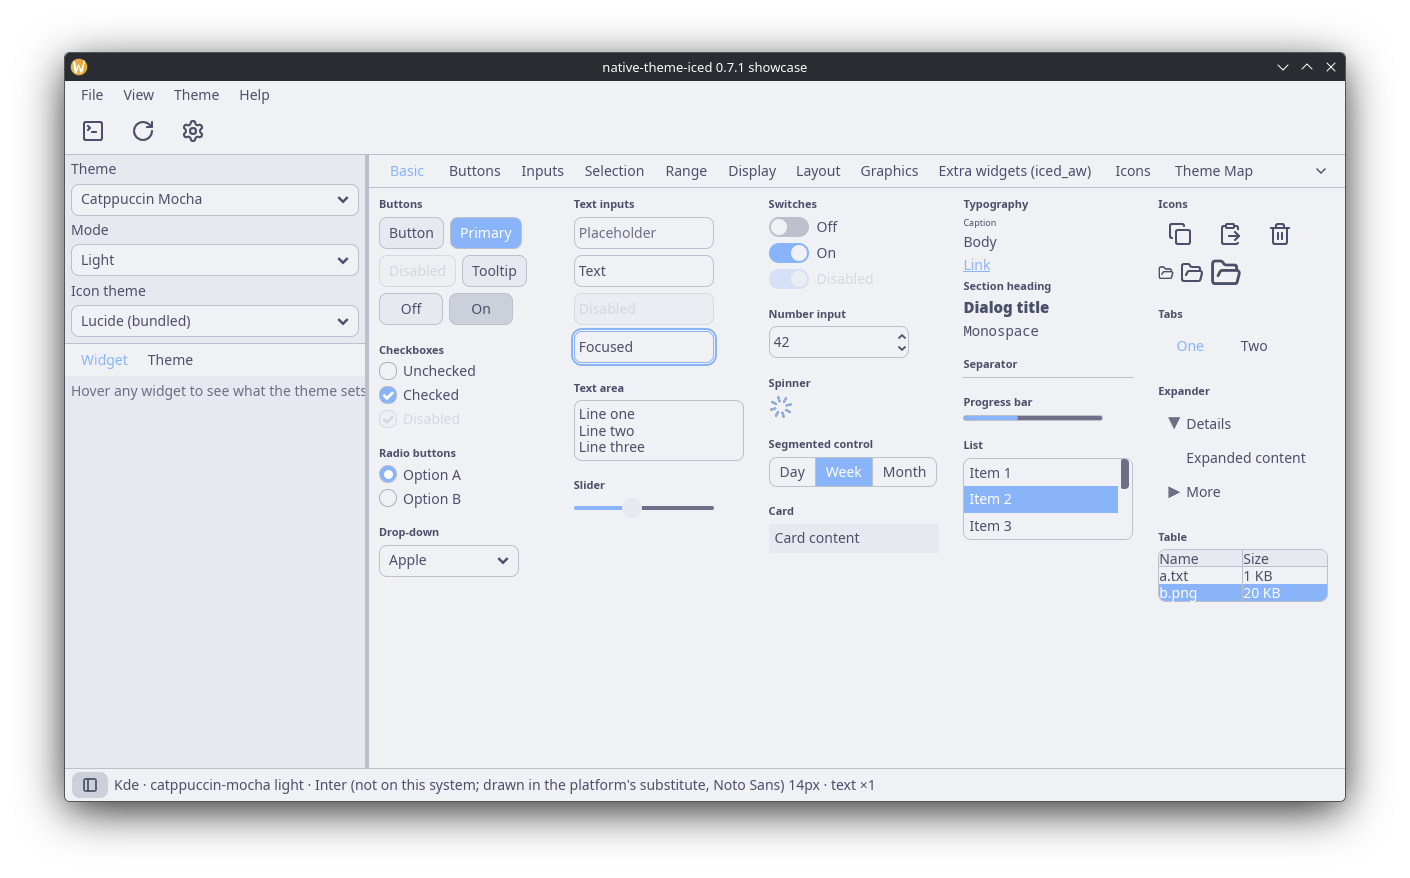 native-theme-iced 0.7.1 showcase
File View Theme Help
Theme
Catppuccin Mocha
Mode
Light
Icon theme
Lucide (bundled)
Widget Theme
Hover any widget to see what the theme sets
Basic Buttons Inputs Selection Range Display Layout Graphics Extra widgets (iced_aw) Icons Theme Map
Buttons
Button Primary
Disabled Tooltip
Off On
Checkboxes
Unchecked
Checked
Disabled
Radio buttons
Option A
Option B
Drop-down
Apple
Text inputs
Placeholder
Text
Disabled
Focused
Text area
Line one
Line two
Line three
Slider
Switches
Off
On
Disabled
Number input
42
Spinner
Segmented control
Day Week Month
Card
Card content
Typography
Caption
Body
Link
Section heading
Dialog title
Monospace
Separator
Progress bar
List
Item 1
Item 2
Item 3
Icons
Tabs
One Two
Expander
Details
Expanded content
More
Table
Name Size
a.txt 1 KB
b.png 20 KB
Kde · catppuccin-mocha light · Inter (not on this system; drawn in the platform's substitute, Noto Sans) 14px · text ×1